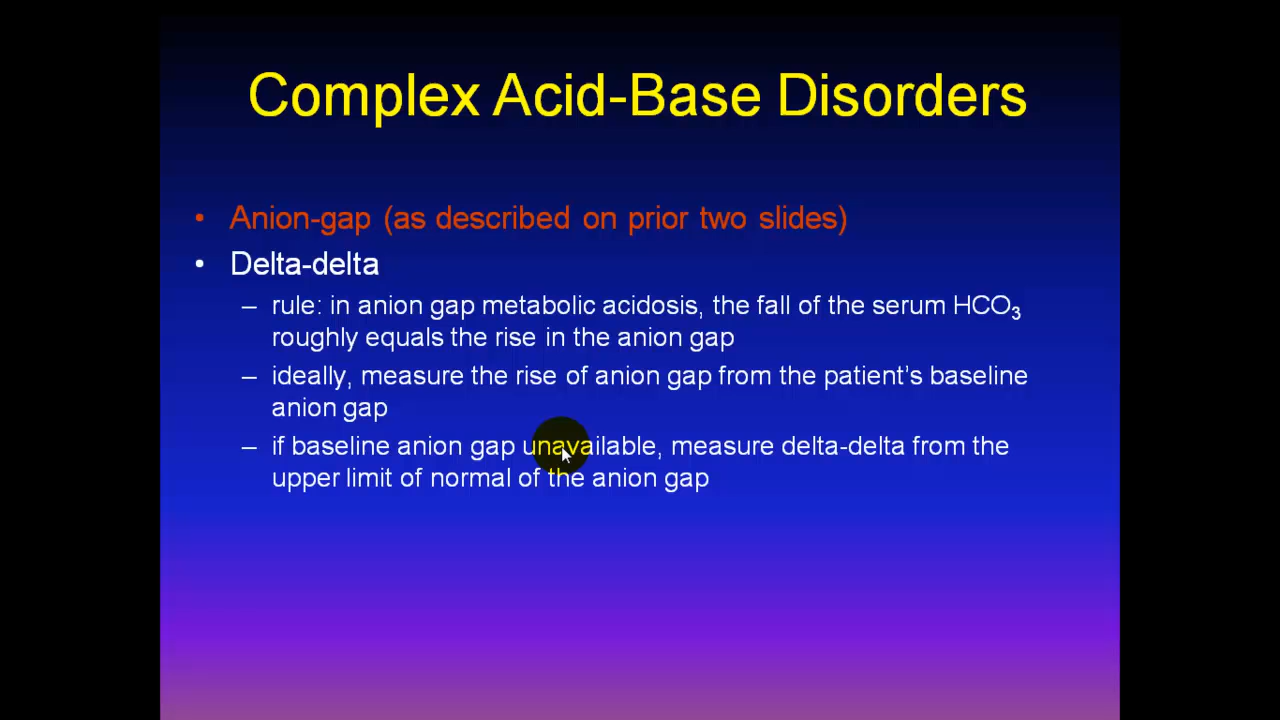 Complex Acid-Base Disorders
• Anion-gap (as described on prior two slides)
• Delta-delta
– rule: in anion gap metabolic acidosis, the fall of the serum HCO₃
roughly equals the rise in the anion gap
– ideally, measure the rise of anion gap from the patient's baseline
anion gap
– if baseline anion gap unavailable, measure delta-delta from the
upper limit of normal of the anion gap